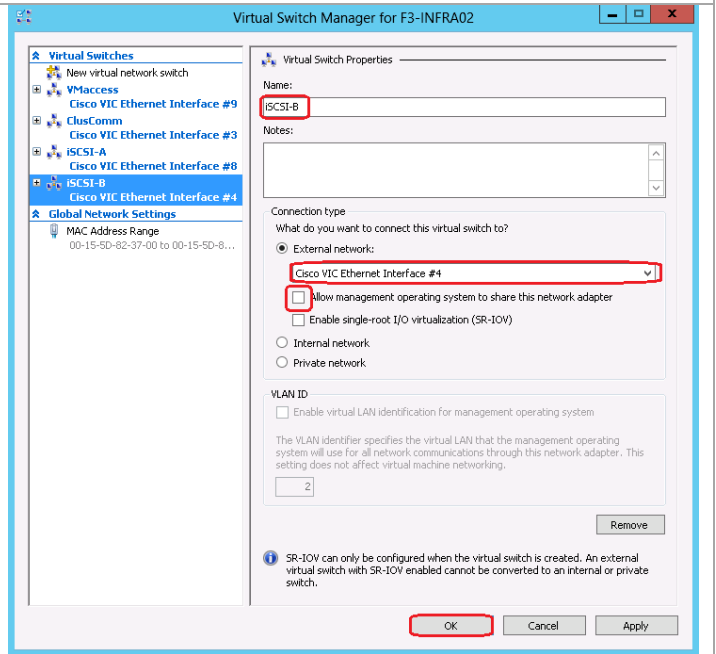 Virtual Switch Manager for F3-INFRA02
Virtual Switches
New virtual network switch
VMaccess
Cisco VIC Ethernet Interface #9
ClusComm
Cisco VIC Ethernet Interface #3
iSCSI-A
Cisco VIC Ethernet Interface #8
iSCSI-B
Cisco VIC Ethernet Interface #4
Global Network Settings
MAC Address Range
00-15-5D-82-37-00 to 00-15-5D-8...
Virtual Switch Properties
Name:
iSCSI-B
Notes:
Connection type
What do you want to connect this virtual switch to?
External network:
Cisco VIC Ethernet Interface #4
Allow management operating system to share this network adapter
Enable single-root I/O virtualization (SR-IOV)
Internal network
Private network
VLAN ID
Enable virtual LAN identification for management operating system
The VLAN identifier specifies the virtual LAN that the management operating
system will use for all network communications through this network adapter. This
setting does not affect virtual machine networking.
2
Remove
SR-IOV can only be configured when the virtual switch is created. An external
virtual switch with SR-IOV enabled cannot be converted to an internal or private
switch.
OK
Cancel
Apply